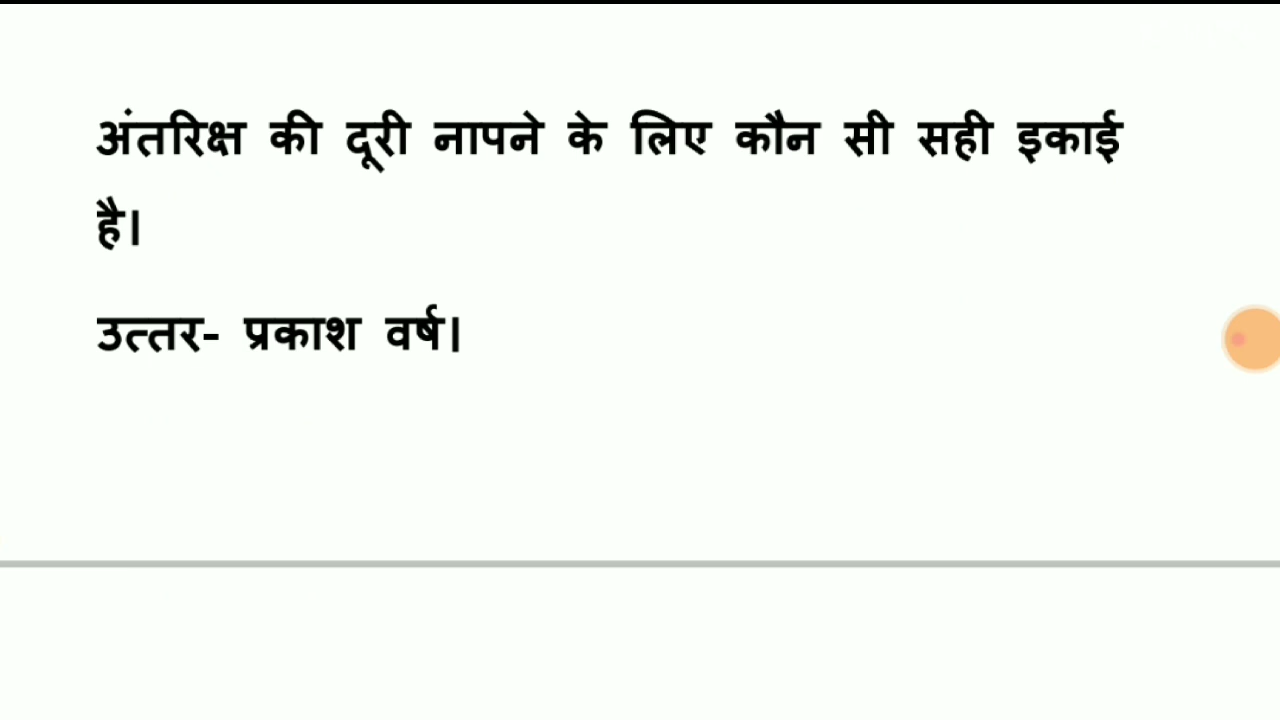 अंतरिक्ष की दूरी नापने के लिए कौन सी सही इकाई
है।
उत्तर- प्रकाश वर्ष।